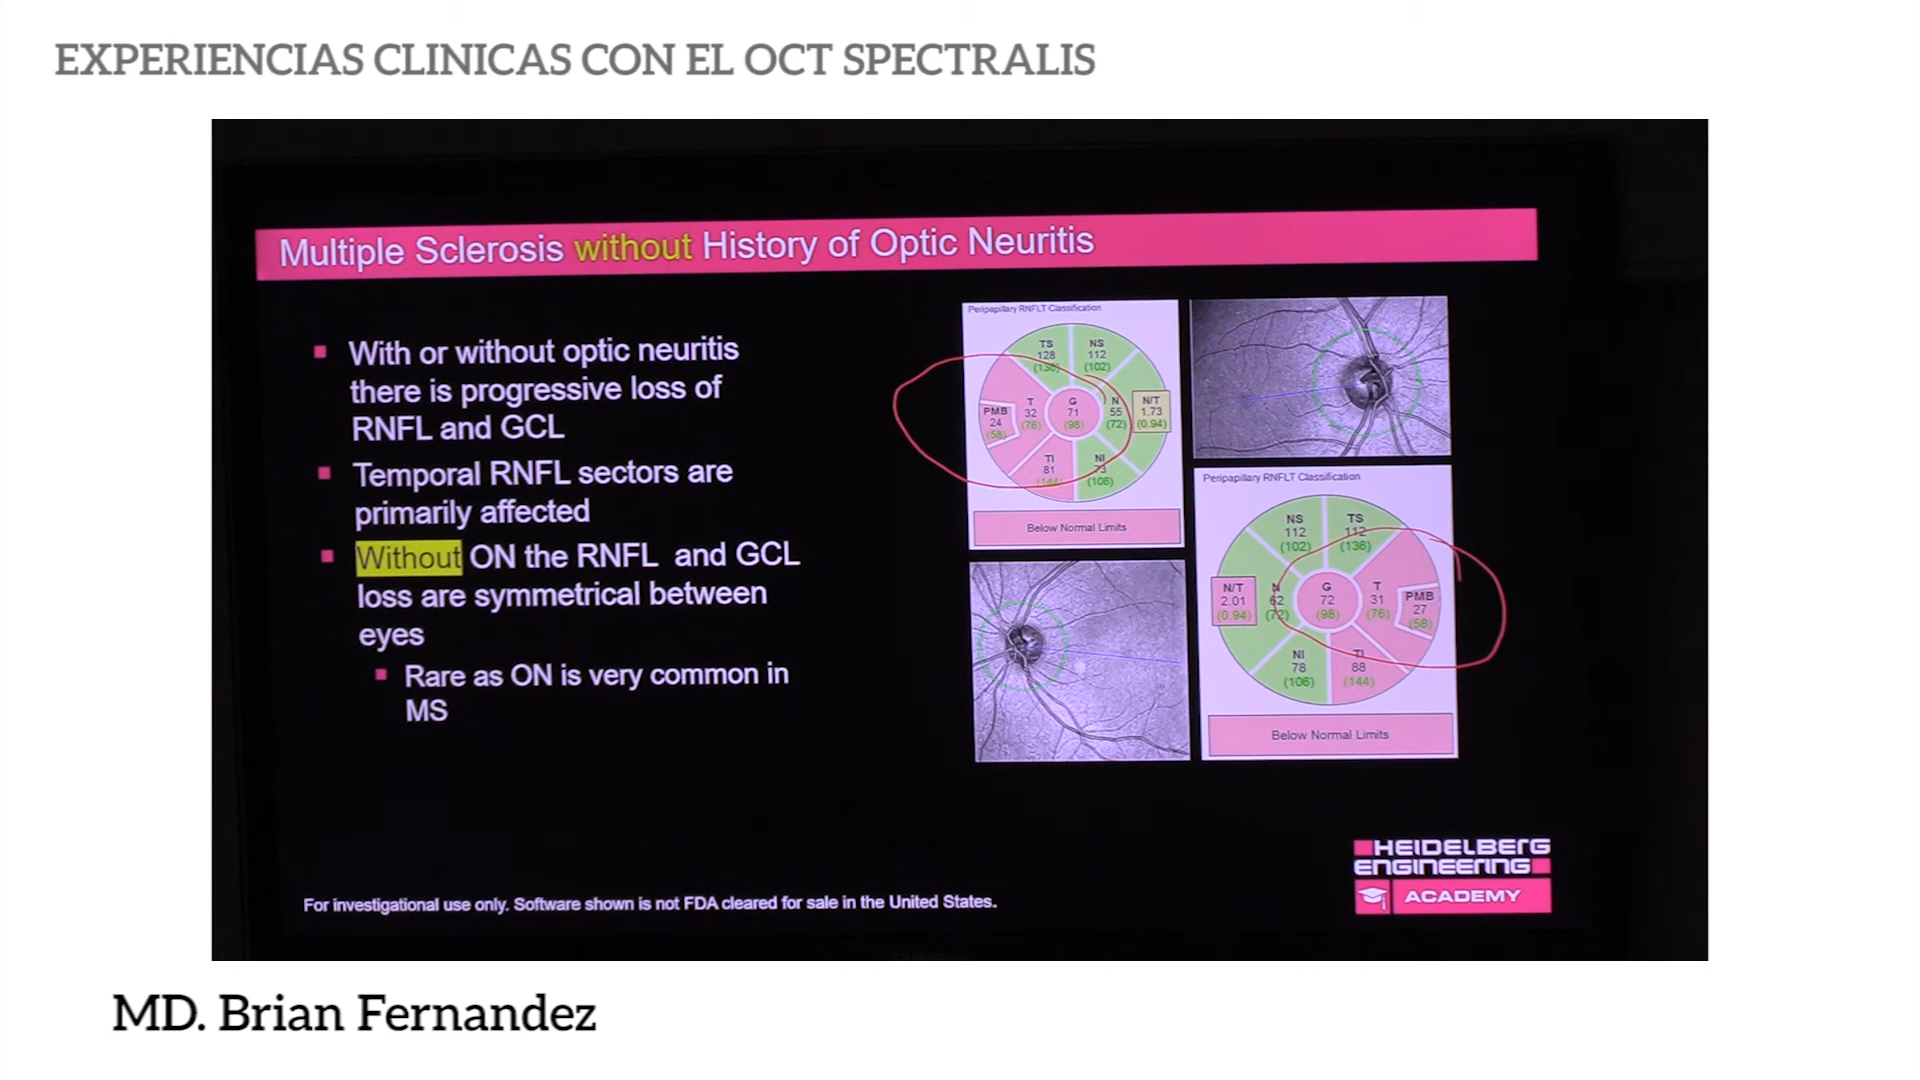 EXPERIENCIAS CLINICAS CON EL OCT SPECTRALIS
Multiple Sclerosis without History of Optic Neuritis
With or without optic neuritis
there is progressive loss of
RNFL and GCL
Temporal RNFL sectors are
primarily affected
Without ON the RNFL and GCL
loss are symmetrical between
eyes
Rare as ON is very common in
MS
Peripapillary RNFLT Classification
TS
128
(136)
NS
112
(102)
PMB
24
(58)
T
32
(76)
G
71
(98)
N
55
(72)
N/T
1.73
(0.94)
TI
81
(144)
NI
73
(106)
Below Normal Limits
Peripapillary RNFLT Classification
NS
112
(102)
TS
112
(136)
N/T
2.01
(0.94)
N
62
(72)
G
72
(98)
T
31
(76)
PMB
27
(58)
NI
78
(106)
TI
88
(144)
Below Normal Limits
HEIDELBERG
ENGINEERING
ACADEMY
For investigational use only. Software shown is not FDA cleared for sale in the United States.
MD. Brian Fernandez